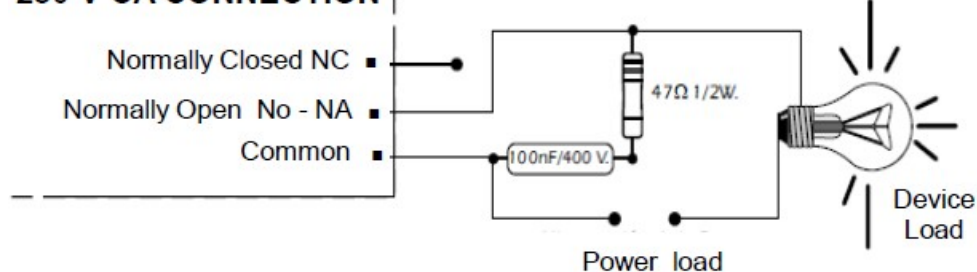 Normally Closed NC
Normally Open No - NA
Common
47Ω 1/2W.
100nF/400 V.
Device
Load
Power load